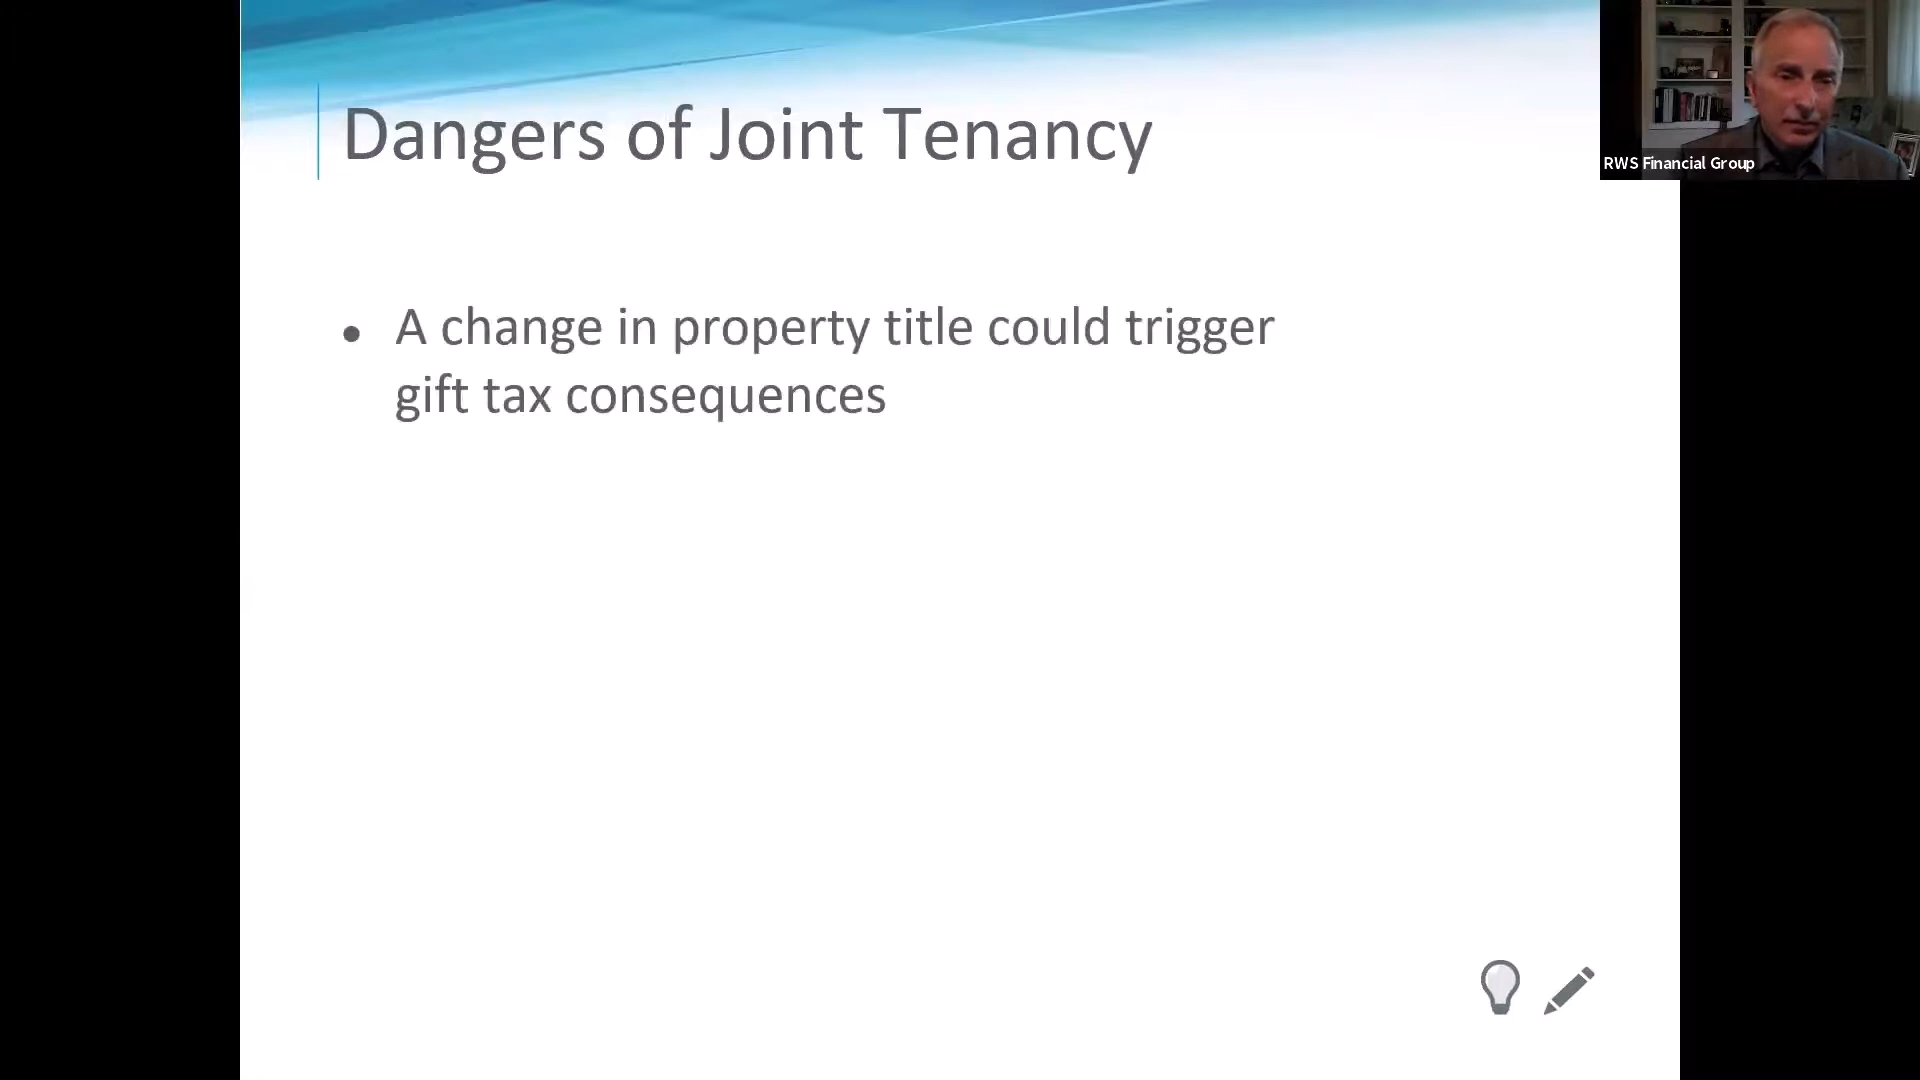 Dangers of Joint Tenancy
RWS Financial Group
● A change in property title could trigger
gift tax consequences